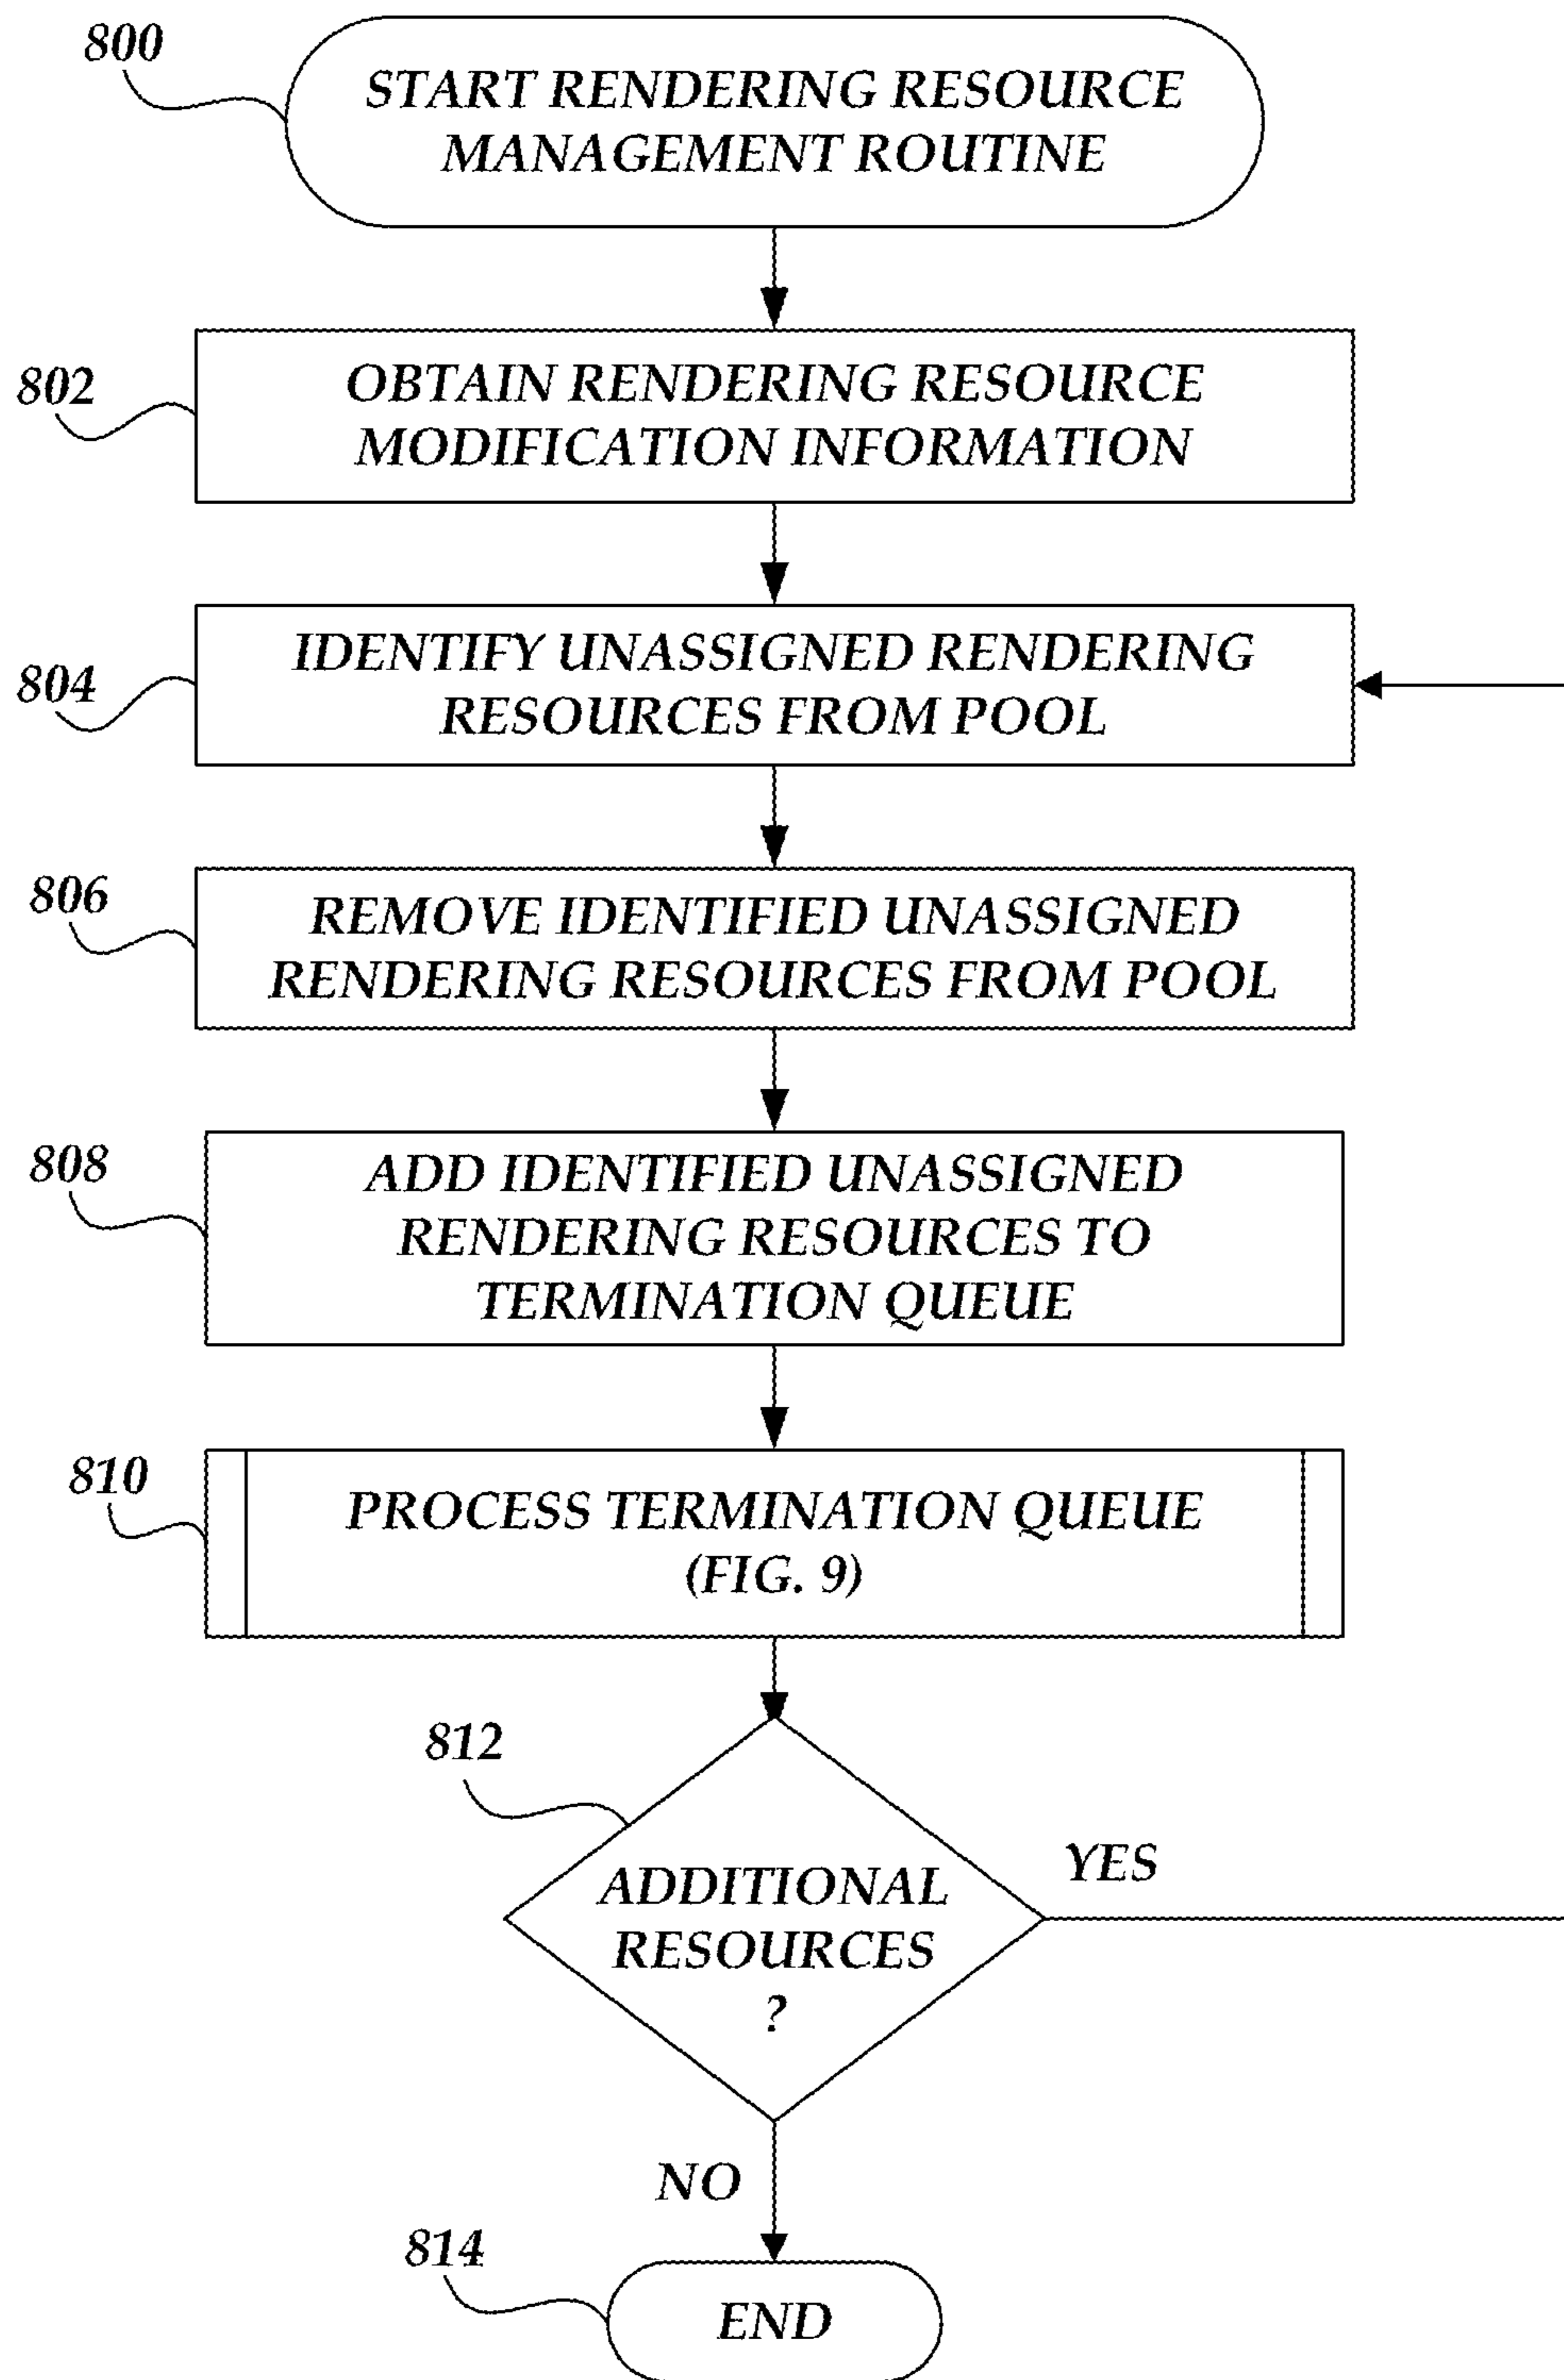 800
START RENDERING RESOURCE
MANAGEMENT ROUTINE
802
OBTAIN RENDERING RESOURCE
MODIFICATION INFORMATION
804
IDENTIFY UNASSIGNED RENDERING
RESOURCES FROM POOL
806
REMOVE IDENTIFIED UNASSIGNED
RENDERING RESOURCES FROM POOL
808
ADD IDENTIFIED UNASSIGNED
RENDERING RESOURCES TO
TERMINATION QUEUE
810
PROCESS TERMINATION QUEUE
(FIG. 9)
812
ADDITIONAL
RESOURCES
?
YES
NO
814
END